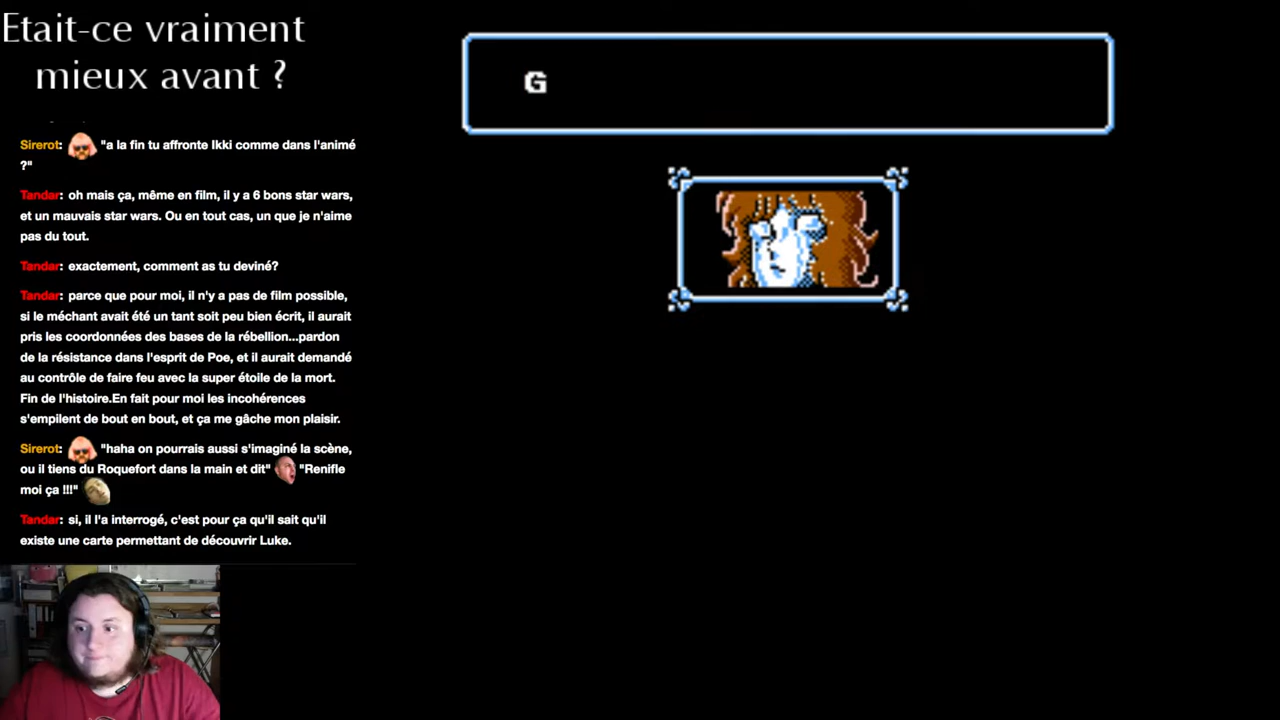 Etait-ce vraiment
mieux avant ?
Sirerot: "a la fin tu affronte Ikki comme dans l'animé
?"
Tandar: oh mais ça, même en film, il y a 6 bons star wars,
et un mauvais star wars. Ou en tout cas, un que je n'aime
pas du tout.
Tandar: exactement, comment as tu deviné?
Tandar: parce que pour moi, il n'y a pas de film possible,
si le méchant avait été un tant soit peu bien écrit, il aurait
pris les coordonnées des bases de la rébellion...pardon
de la résistance dans l'esprit de Poe, et il aurait demandé
au contrôle de faire feu avec la super étoile de la mort.
Fin de l'histoire.En fait pour moi les incohérences
s'empilent de bout en bout, et ça me gâche mon plaisir.
Sirerot: "haha on pourrais aussi s'imaginé la scène,
ou il tiens du Roquefort dans la main et dit" "Renifle
moi ça !!!"
Tandar: si, il l'a interrogé, c'est pour ça qu'il sait qu'il
existe une carte permettant de découvrir Luke.
G